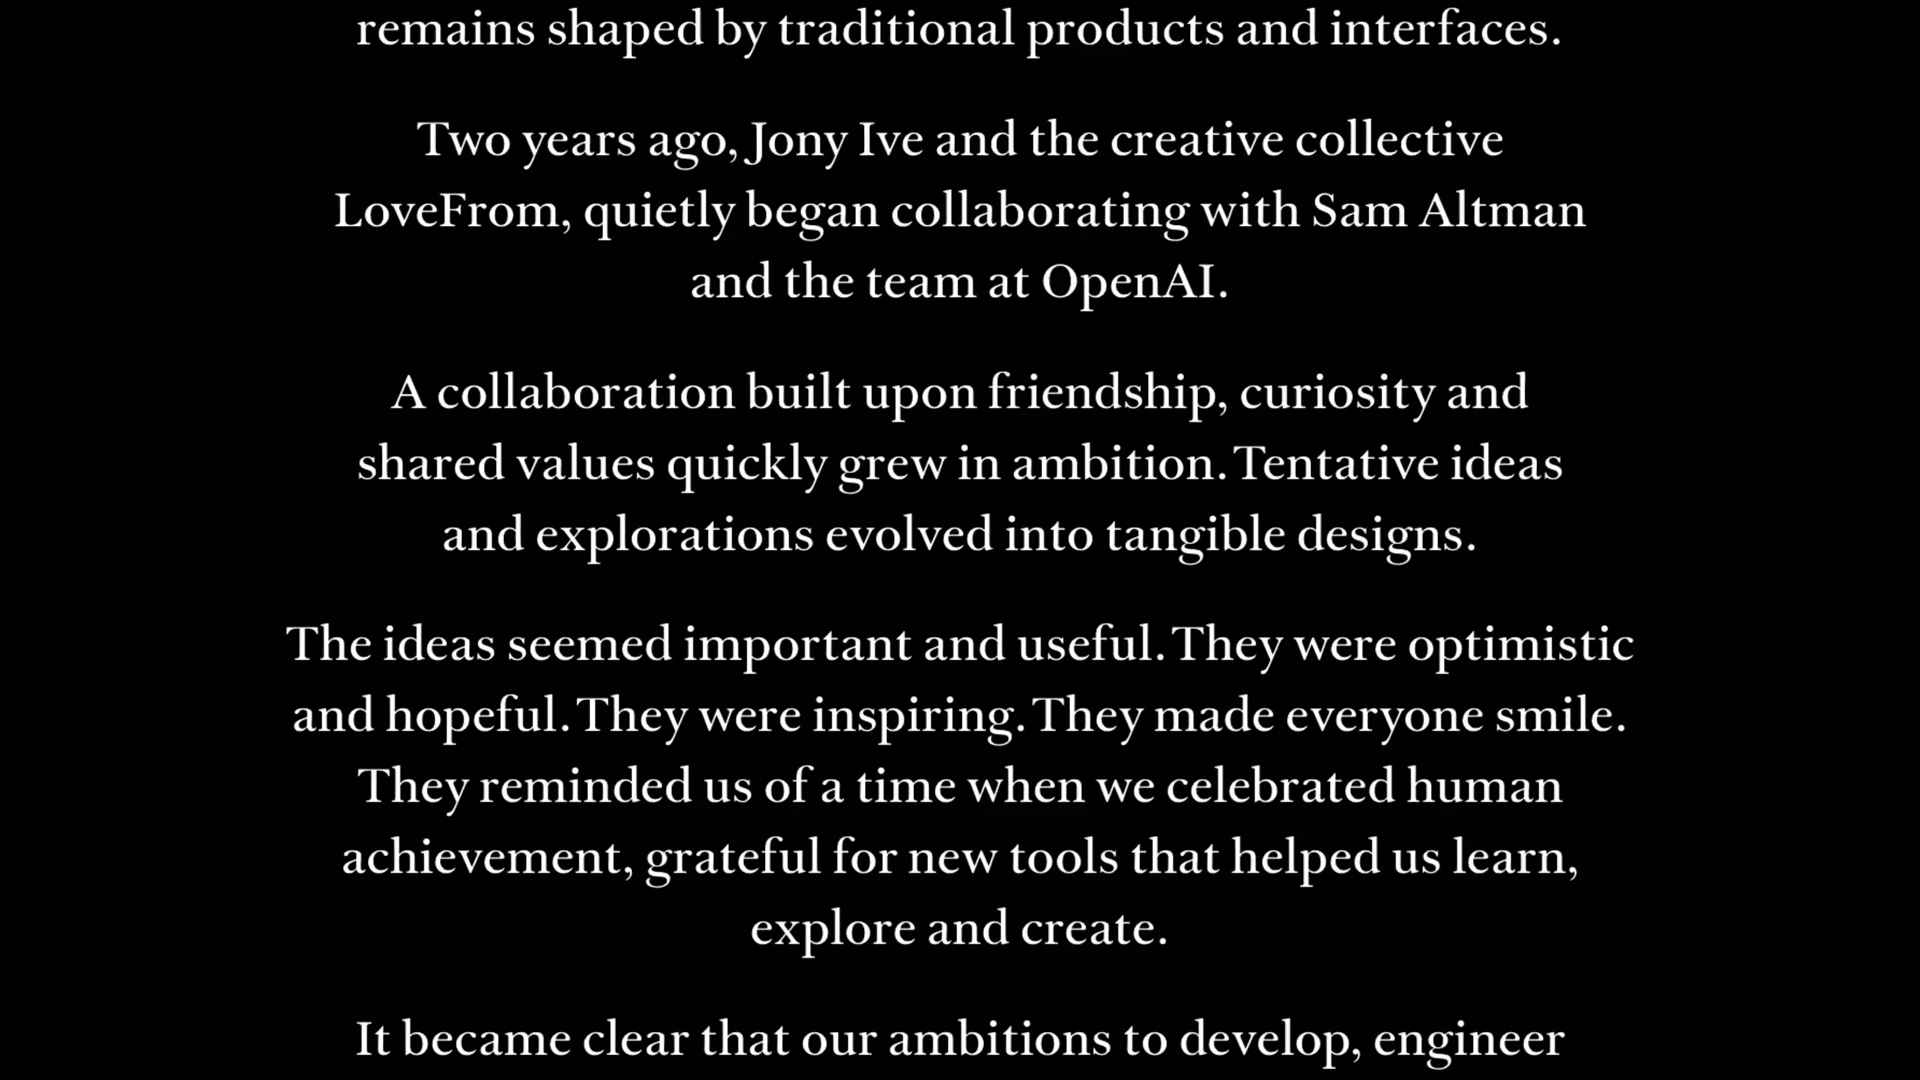 remains shaped by traditional products and interfaces.
Two years ago, Jony Ive and the creative collective
LoveFrom, quietly began collaborating with Sam Altman
and the team at OpenAI.
A collaboration built upon friendship, curiosity and
shared values quickly grew in ambition. Tentative ideas
and explorations evolved into tangible designs.
The ideas seemed important and useful. They were optimistic
and hopeful. They were inspiring. They made everyone smile.
They reminded us of a time when we celebrated human
achievement, grateful for new tools that helped us learn,
explore and create.
It became clear that our ambitions to develop, engineer